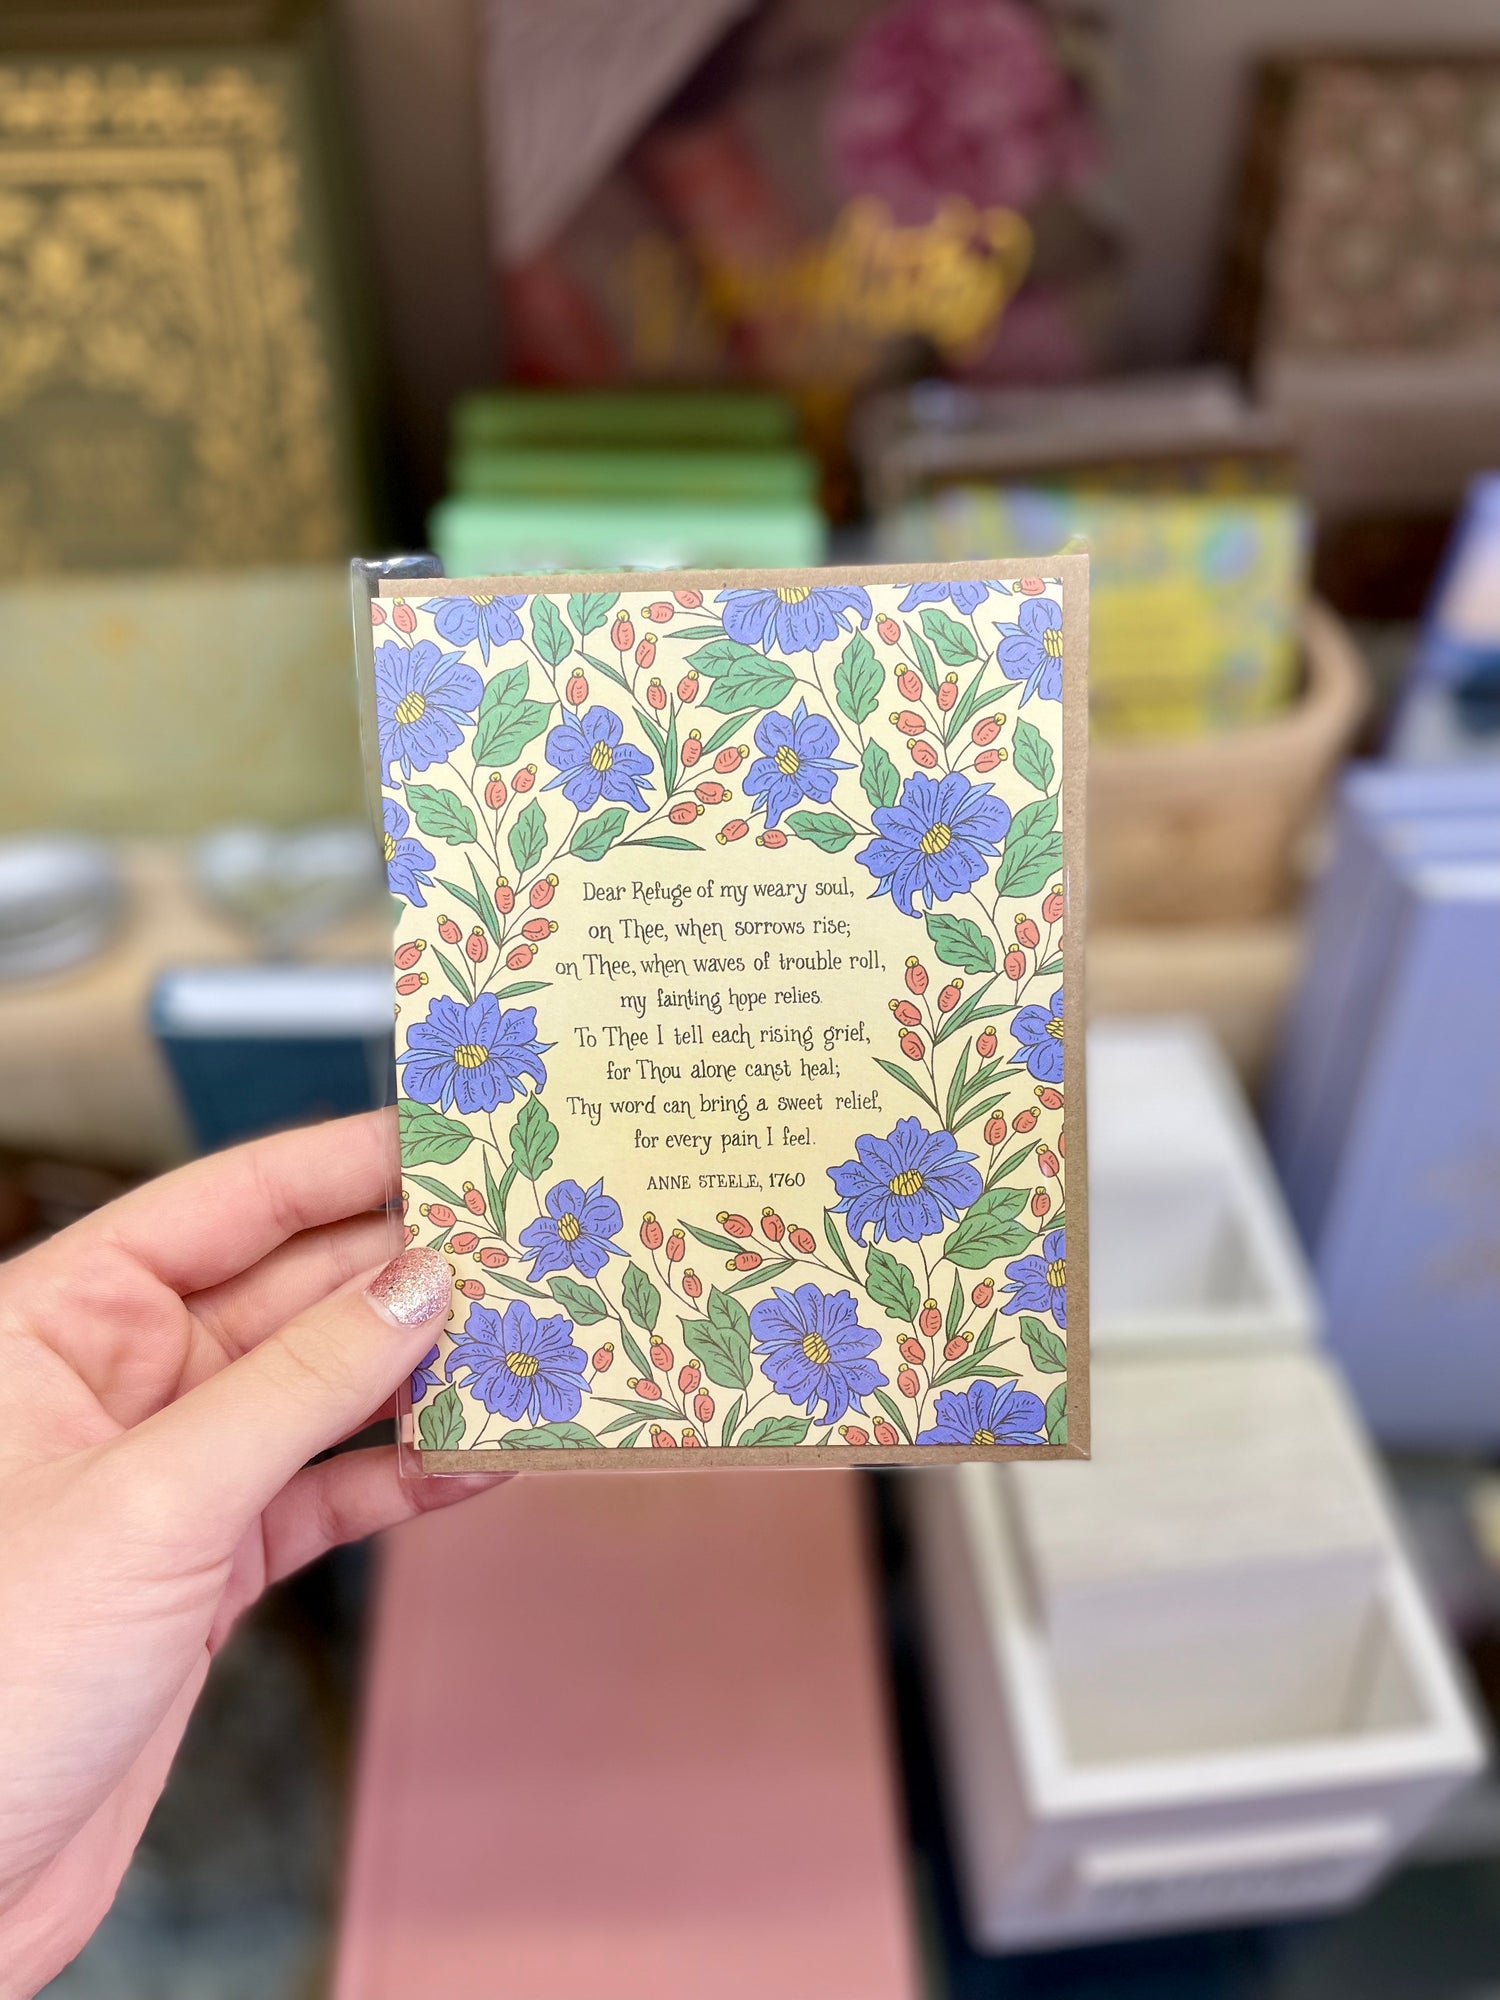 Dear Refuge of my weary soul,
on Thee, when sorrows rise;
on Thee, when waves of trouble roll,
my fainting hope relies.
To Thee I tell each rising grief,
for Thou alone canst heal;
Thy word can bring a sweet relief,
for every pain I feel.
ANNE STEELE, 1760